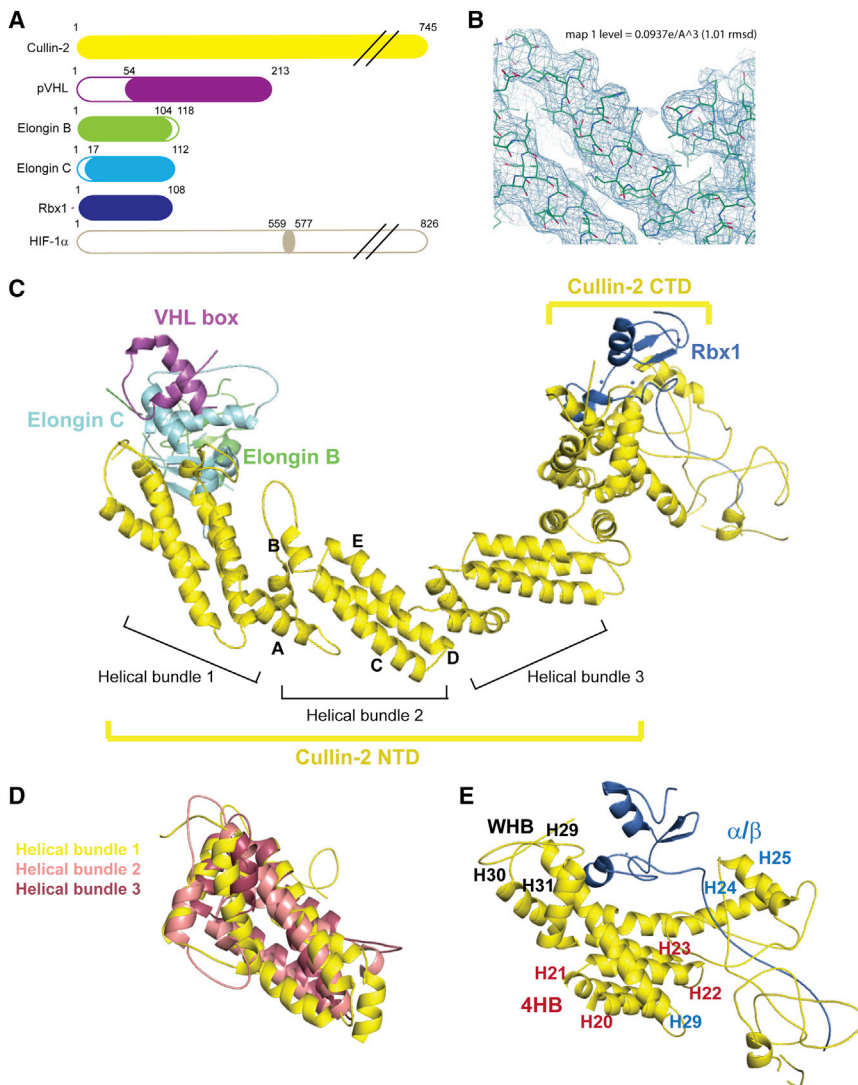 A
1 745
Cullin-2
1 54 213
pVHL
1 104 118
Elongin B
1 17 112
Elongin C
1 108
Rbx1 -
1 559 577 826
HIF-1α
B
map 1 level = 0.0937e/A^3 (1.01 rmsd)
C
Cullin-2 CTD
VHL box
Rbx1
Elongin C
Elongin B
B E
A C D
Helical bundle 1
Helical bundle 3
Helical bundle 2
Cullin-2 NTD
D
Helical bundle 1
Helical bundle 2
Helical bundle 3
E
WHB H29 α/β
H25
H30 H31 H24
H23
H21 H22
4HB H20 H29